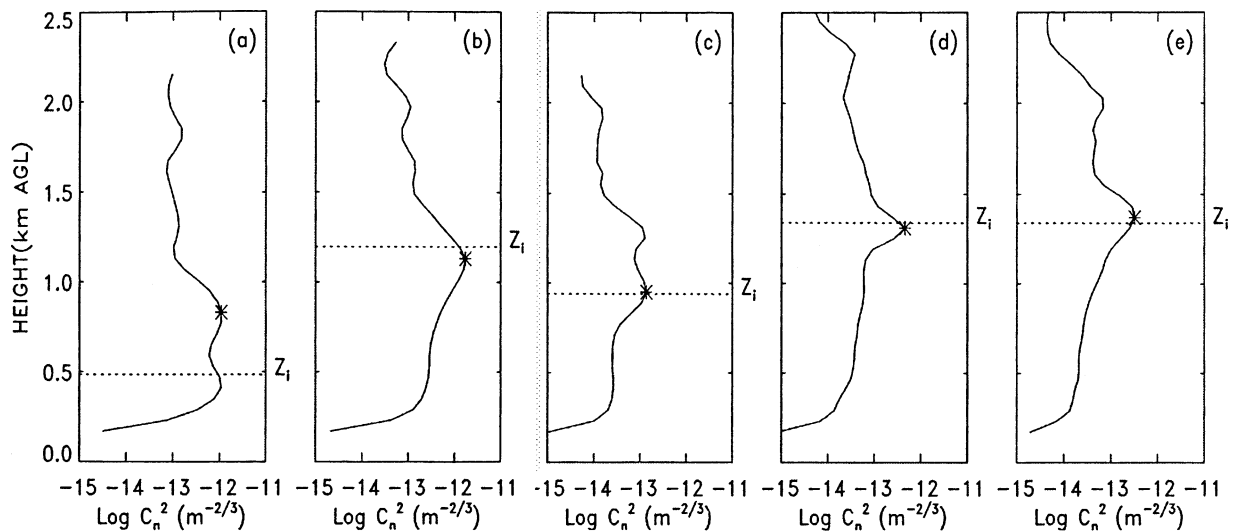 2.5
2.0
1.5
1.0
0.5
0.0
HEIGHT(km AGL)
(a) (b) (c) (d) (e)
Z_i Z_i Z_i Z_i Z_i
-15 -14 -13 -12 -11 -15 -14 -13 -12 -11 -15 -14 -13 -12 -11 -15 -14 -13 -12 -11 -15 -14 -13 -12 -11
Log C_n^2 (m^-2/3) Log C_n^2 (m^-2/3) Log C_n^2 (m^-2/3) Log C_n^2 (m^-2/3) Log C_n^2 (m^-2/3)